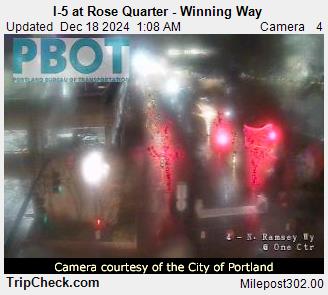 I-5 at Rose Quarter - Winning Way
Updated Dec 18 2024 1:08 AM Camera 4
PBOT
PORTLAND BUREAU OF TRANSPORTATION
4 - N. Ramsey Wy
@ One Ctr
Camera courtesy of the City of Portland
TripCheck.com Milepost302.00